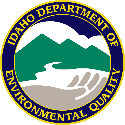 IDAHO DEPARTMENT OF
ENVIRONMENTAL QUALITY